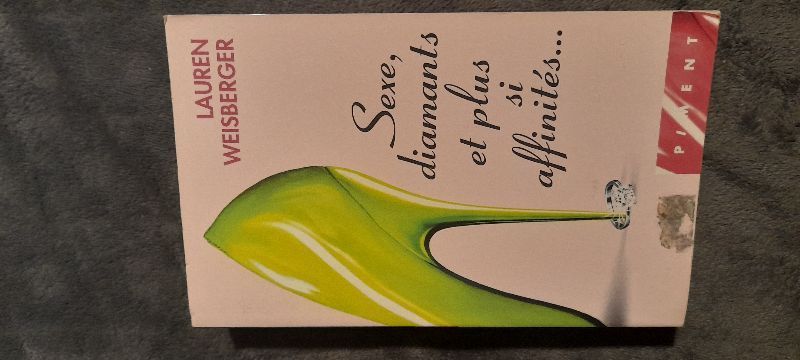 LAUREN
WEISBERGER
Sexe,
diamants
et plus
si
affinités...
PIMENT